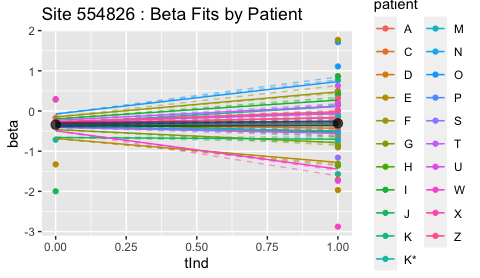 Site 554826 : Beta Fits by Patient
beta
2
1
0
-1
-2
-3
0.00
0.25
0.50
0.75
1.00
tInd
patient
A
C
D
E
F
G
H
I
J
K
K*
M
N
O
P
S
T
U
W
X
Z